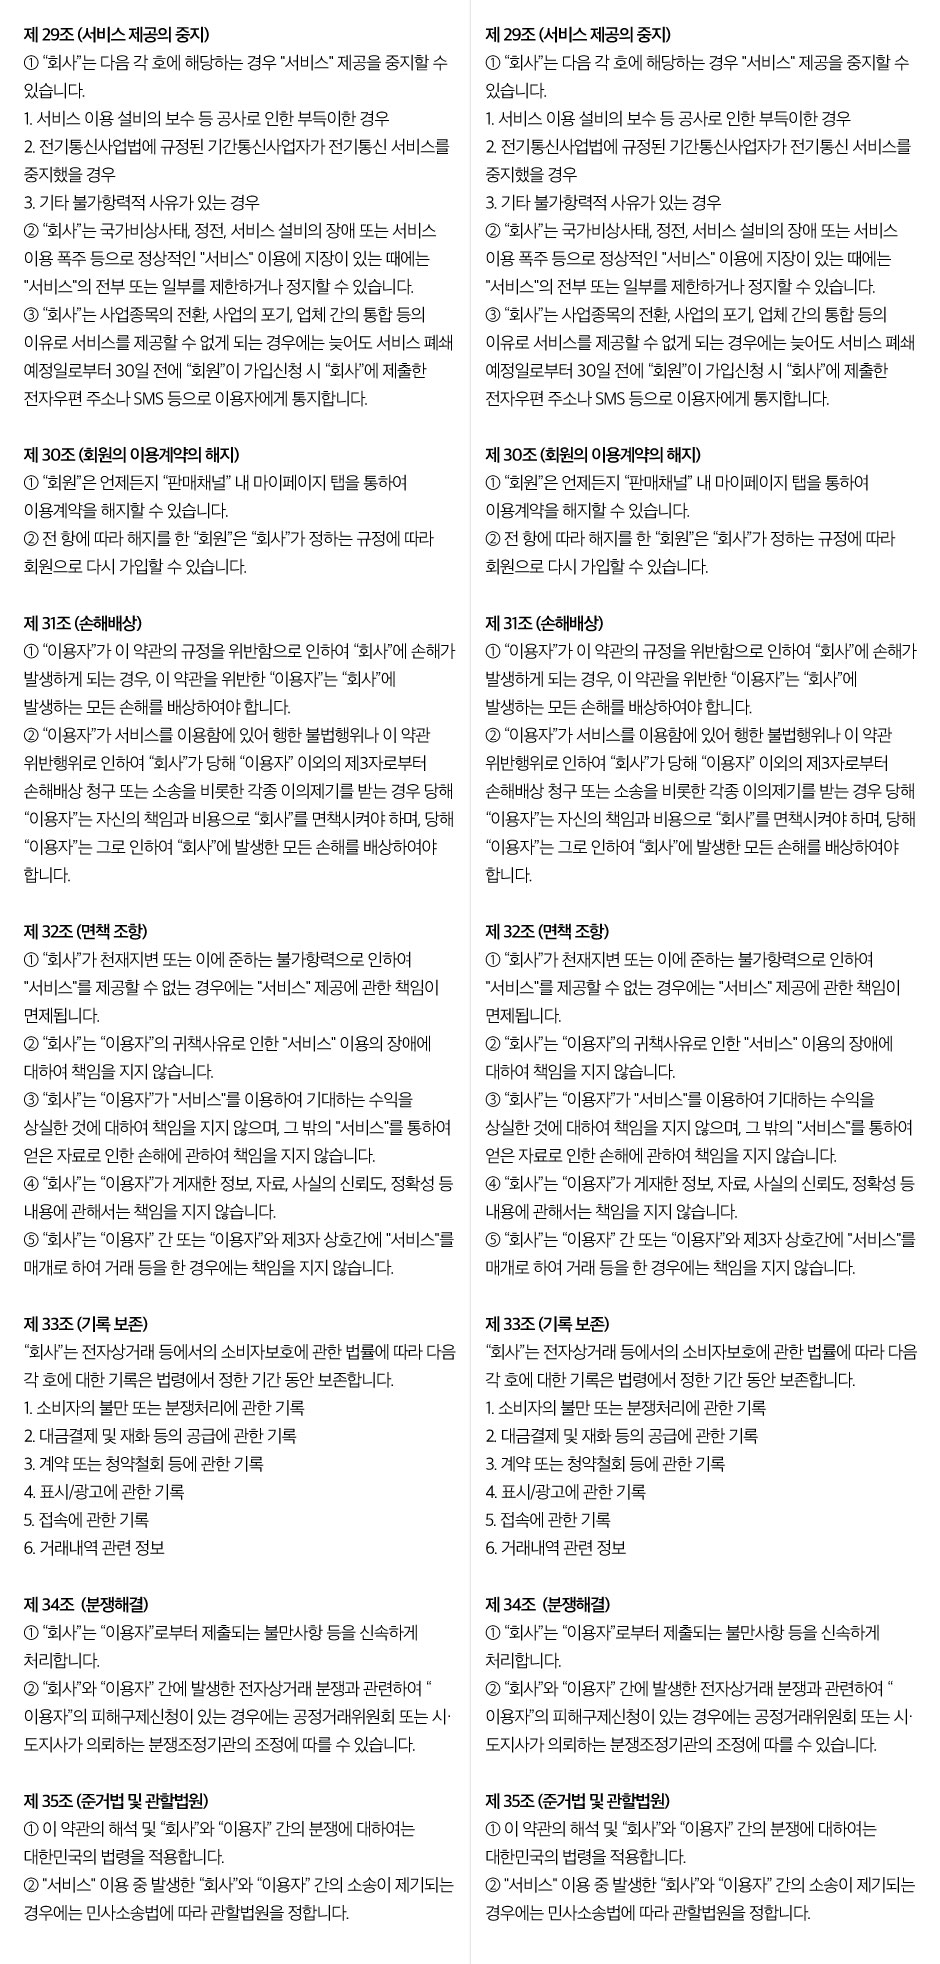 제 29조 (서비스 제공의 중지)
① “회사”는 다음 각 호에 해당하는 경우 "서비스" 제공을 중지할 수
있습니다.
1. 서비스 이용 설비의 보수 등 공사로 인한 부득이한 경우
2. 전기통신사업법에 규정된 기간통신사업자가 전기통신 서비스를
중지했을 경우
3. 기타 불가항력적 사유가 있는 경우
② “회사”는 국가비상사태, 정전, 서비스 설비의 장애 또는 서비스
이용 폭주 등으로 정상적인 "서비스" 이용에 지장이 있는 때에는
"서비스"의 전부 또는 일부를 제한하거나 정지할 수 있습니다.
③ “회사”는 사업종목의 전환, 사업의 포기, 업체 간의 통합 등의
이유로 서비스를 제공할 수 없게 되는 경우에는 늦어도 서비스 폐쇄
예정일로부터 30일 전에 “회원”이 가입신청 시 “회사”에 제출한
전자우편 주소나 SMS 등으로 이용자에게 통지합니다.
제 30조 (회원의 이용계약의 해지)
① “회원”은 언제든지 “판매채널” 내 마이페이지 탭을 통하여
이용계약을 해지할 수 있습니다.
② 전 항에 따라 해지를 한 “회원”은 “회사”가 정하는 규정에 따라
회원으로 다시 가입할 수 있습니다.
제 31조 (손해배상)
① “이용자”가 이 약관의 규정을 위반함으로 인하여 “회사”에 손해가
발생하게 되는 경우, 이 약관을 위반한 “이용자”는 “회사”에
발생하는 모든 손해를 배상하여야 합니다.
② “이용자”가 서비스를 이용함에 있어 행한 불법행위나 이 약관
위반행위로 인하여 “회사”가 당해 “이용자” 이외의 제3자로부터
손해배상 청구 또는 소송을 비롯한 각종 이의제기를 받는 경우 당해
“이용자”는 자신의 책임과 비용으로 “회사”를 면책시켜야 하며, 당해
“이용자”는 그로 인하여 “회사”에 발생한 모든 손해를 배상하여야
합니다.
제 32조 (면책 조항)
① “회사”가 천재지변 또는 이에 준하는 불가항력으로 인하여
"서비스"를 제공할 수 없는 경우에는 "서비스" 제공에 관한 책임이
면제됩니다.
② “회사”는 “이용자”의 귀책사유로 인한 "서비스" 이용의 장애에
대하여 책임을 지지 않습니다.
③ “회사”는 “이용자”가 "서비스"를 이용하여 기대하는 수익을
상실한 것에 대하여 책임을 지지 않으며, 그 밖의 "서비스"를 통하여
얻은 자료로 인한 손해에 관하여 책임을 지지 않습니다.
④ “회사”는 “이용자”가 게재한 정보, 자료, 사실의 신뢰도, 정확성 등
내용에 관해서는 책임을 지지 않습니다.
⑤ “회사”는 “이용자” 간 또는 “이용자”와 제3자 상호간에 "서비스"를
매개로 하여 거래 등을 한 경우에는 책임을 지지 않습니다.
제 33조 (기록 보존)
“회사”는 전자상거래 등에서의 소비자보호에 관한 법률에 따라 다음
각 호에 대한 기록은 법령에서 정한 기간 동안 보존합니다.
1. 소비자의 불만 또는 분쟁처리에 관한 기록
2. 대금결제 및 재화 등의 공급에 관한 기록
3. 계약 또는 청약철회 등에 관한 기록
4. 표시/광고에 관한 기록
5. 접속에 관한 기록
6. 거래내역 관련 정보
제 34조 (분쟁해결)
① “회사”는 “이용자”로부터 제출되는 불만사항 등을 신속하게
처리합니다.
② “회사”와 “이용자” 간에 발생한 전자상거래 분쟁과 관련하여 “
이용자”의 피해구제신청이 있는 경우에는 공정거래위원회 또는 시·
도지사가 의뢰하는 분쟁조정기관의 조정에 따를 수 있습니다.
제 35조 (준거법 및 관할법원)
① 이 약관의 해석 및 “회사”와 “이용자” 간의 분쟁에 대하여는
대한민국의 법령을 적용합니다.
② "서비스" 이용 중 발생한 “회사”와 “이용자” 간의 소송이 제기되는
경우에는 민사소송법에 따라 관할법원을 정합니다.
제 29조 (서비스 제공의 중지)
① “회사”는 다음 각 호에 해당하는 경우 "서비스" 제공을 중지할 수
있습니다.
1. 서비스 이용 설비의 보수 등 공사로 인한 부득이한 경우
2. 전기통신사업법에 규정된 기간통신사업자가 전기통신 서비스를
중지했을 경우
3. 기타 불가항력적 사유가 있는 경우
② “회사”는 국가비상사태, 정전, 서비스 설비의 장애 또는 서비스
이용 폭주 등으로 정상적인 "서비스" 이용에 지장이 있는 때에는
"서비스"의 전부 또는 일부를 제한하거나 정지할 수 있습니다.
③ “회사”는 사업종목의 전환, 사업의 포기, 업체 간의 통합 등의
이유로 서비스를 제공할 수 없게 되는 경우에는 늦어도 서비스 폐쇄
예정일로부터 30일 전에 “회원”이 가입신청 시 “회사”에 제출한
전자우편 주소나 SMS 등으로 이용자에게 통지합니다.
제 30조 (회원의 이용계약의 해지)
① “회원”은 언제든지 “판매채널” 내 마이페이지 탭을 통하여
이용계약을 해지할 수 있습니다.
② 전 항에 따라 해지를 한 “회원”은 “회사”가 정하는 규정에 따라
회원으로 다시 가입할 수 있습니다.
제 31조 (손해배상)
① “이용자”가 이 약관의 규정을 위반함으로 인하여 “회사”에 손해가
발생하게 되는 경우, 이 약관을 위반한 “이용자”는 “회사”에
발생하는 모든 손해를 배상하여야 합니다.
② “이용자”가 서비스를 이용함에 있어 행한 불법행위나 이 약관
위반행위로 인하여 “회사”가 당해 “이용자” 이외의 제3자로부터
손해배상 청구 또는 소송을 비롯한 각종 이의제기를 받는 경우 당해
“이용자”는 자신의 책임과 비용으로 “회사”를 면책시켜야 하며, 당해
“이용자”는 그로 인하여 “회사”에 발생한 모든 손해를 배상하여야
합니다.
제 32조 (면책 조항)
① “회사”가 천재지변 또는 이에 준하는 불가항력으로 인하여
"서비스"를 제공할 수 없는 경우에는 "서비스" 제공에 관한 책임이
면제됩니다.
② “회사”는 “이용자”의 귀책사유로 인한 "서비스" 이용의 장애에
대하여 책임을 지지 않습니다.
③ “회사”는 “이용자”가 "서비스"를 이용하여 기대하는 수익을
상실한 것에 대하여 책임을 지지 않으며, 그 밖의 "서비스"를 통하여
얻은 자료로 인한 손해에 관하여 책임을 지지 않습니다.
④ “회사”는 “이용자”가 게재한 정보, 자료, 사실의 신뢰도, 정확성 등
내용에 관해서는 책임을 지지 않습니다.
⑤ “회사”는 “이용자” 간 또는 “이용자”와 제3자 상호간에 "서비스"를
매개로 하여 거래 등을 한 경우에는 책임을 지지 않습니다.
제 33조 (기록 보존)
“회사”는 전자상거래 등에서의 소비자보호에 관한 법률에 따라 다음
각 호에 대한 기록은 법령에서 정한 기간 동안 보존합니다.
1. 소비자의 불만 또는 분쟁처리에 관한 기록
2. 대금결제 및 재화 등의 공급에 관한 기록
3. 계약 또는 청약철회 등에 관한 기록
4. 표시/광고에 관한 기록
5. 접속에 관한 기록
6. 거래내역 관련 정보
제 34조 (분쟁해결)
① “회사”는 “이용자”로부터 제출되는 불만사항 등을 신속하게
처리합니다.
② “회사”와 “이용자” 간에 발생한 전자상거래 분쟁과 관련하여 “
이용자”의 피해구제신청이 있는 경우에는 공정거래위원회 또는 시·
도지사가 의뢰하는 분쟁조정기관의 조정에 따를 수 있습니다.
제 35조 (준거법 및 관할법원)
① 이 약관의 해석 및 “회사”와 “이용자” 간의 분쟁에 대하여는
대한민국의 법령을 적용합니다.
② "서비스" 이용 중 발생한 “회사”와 “이용자” 간의 소송이 제기되는
경우에는 민사소송법에 따라 관할법원을 정합니다.